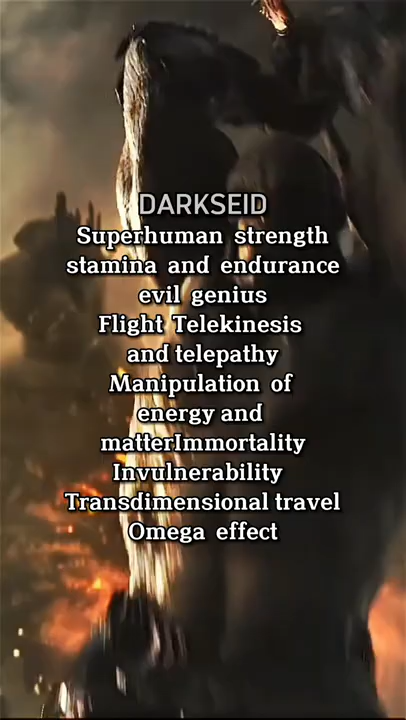 DARKSEID
Superhuman strength
stamina and endurance
evil genius
Flight Telekinesis
and telepathy
Manipulation of
energy and
matterImmortality
Invulnerability
Transdimensional travel
Omega effect